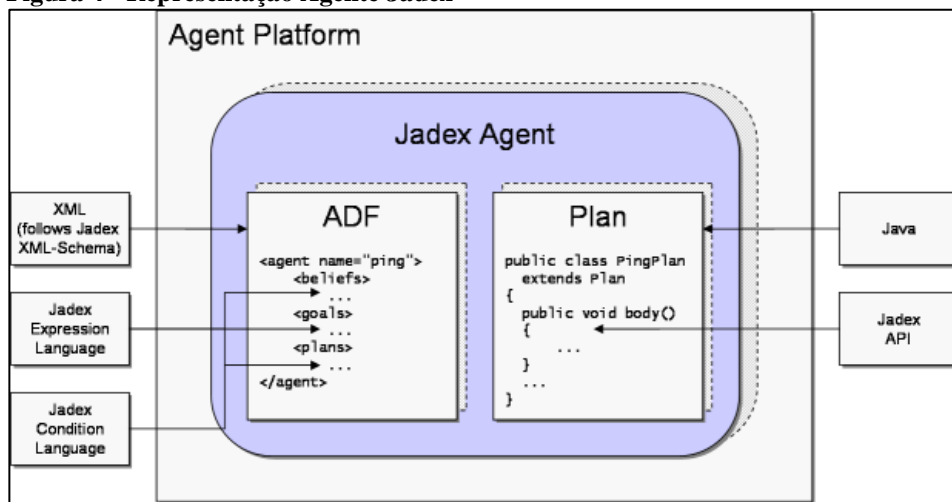 Figura 4 - Representação Agente Jadex
Agent Platform
Jadex Agent
XML
(follows Jadex
XML-Schema)
Jadex
Expression
Language
Jadex
Condition
Language
ADF
<agent name="ping">
<beliefs>
...
<goals>
...
<plans>
...
</agent>
Plan
public class PingPlan
extends Plan
{
public void body()
{
...
}
...
}
Java
Jadex
API